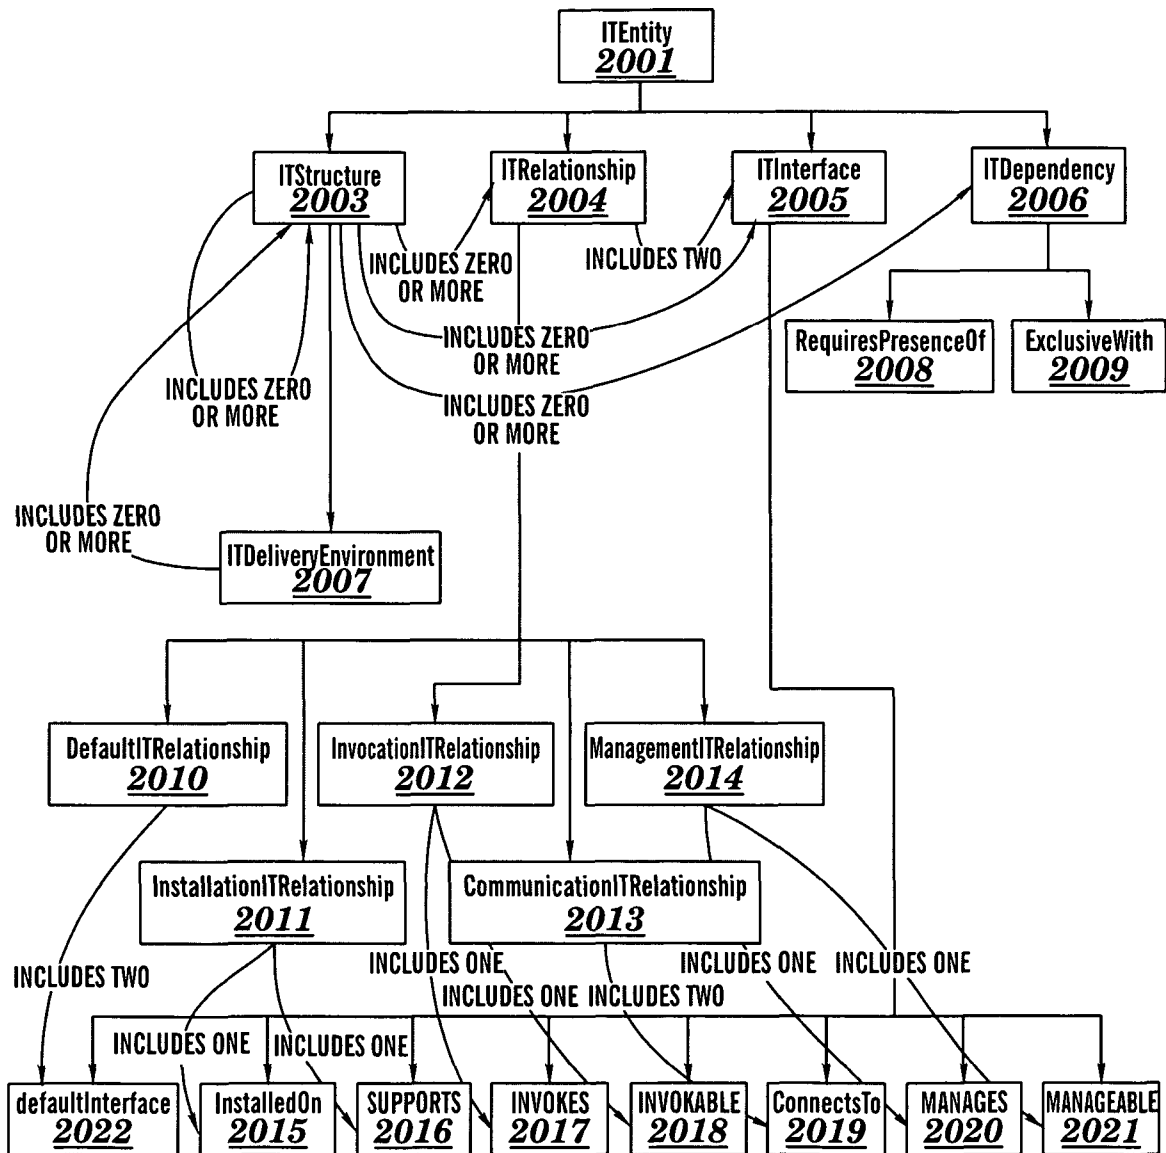 ITEntity
2001
ITStructure
2003
ITRelationship
2004
ITInterface
2005
ITDependency
2006
INCLUDES ZERO
OR MORE
INCLUDES TWO
INCLUDES ZERO
OR MORE
RequiresPresenceOf
2008
ExclusiveWith
2009
INCLUDES ZERO
OR MORE
INCLUDES ZERO
OR MORE
INCLUDES ZERO
OR MORE
ITDeliveryEnvironment
2007
DefaultITRelationship
2010
InvocationITRelationship
2012
ManagementITRelationship
2014
InstallationITRelationship
2011
CommunicationITRelationship
2013
INCLUDES TWO
INCLUDES ONE
INCLUDES ONE
INCLUDES ONE
INCLUDES ONE
INCLUDES TWO
INCLUDES ONE
INCLUDES ONE
defaultInterface
2022
InstalledOn
2015
SUPPORTS
2016
INVOKES
2017
INVOKABLE
2018
ConnectsTo
2019
MANAGES
2020
MANAGEABLE
2021